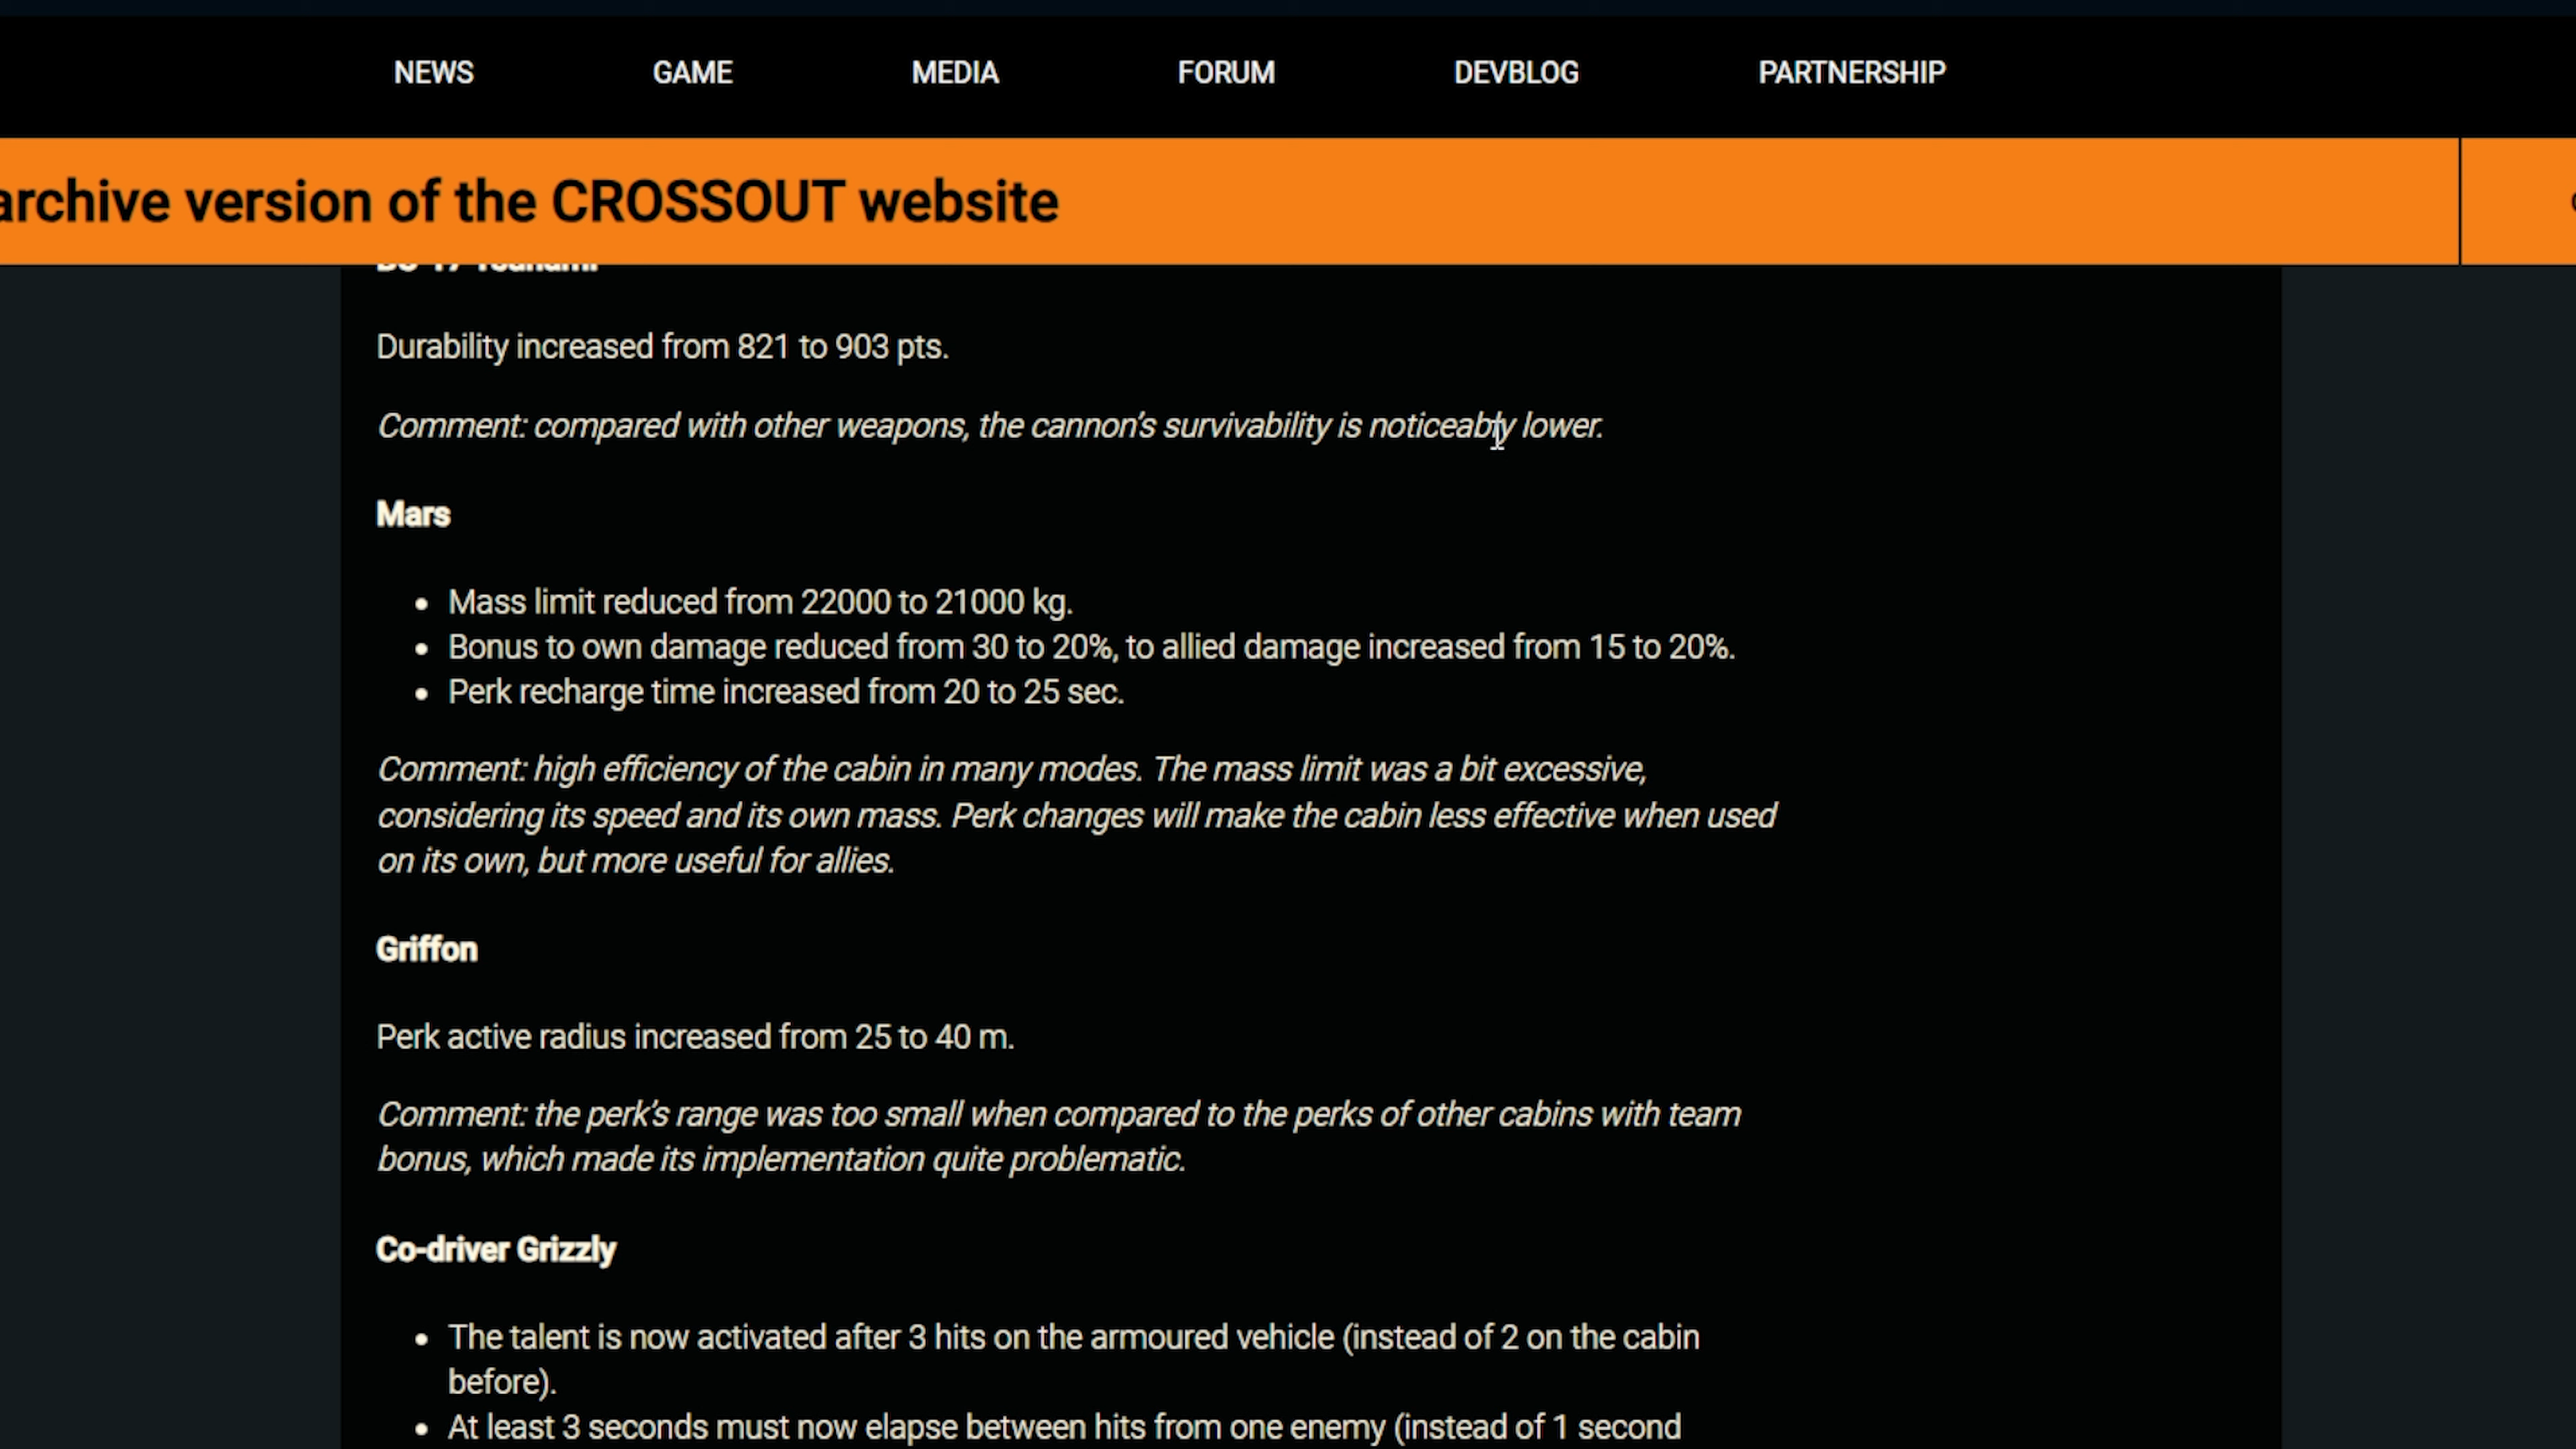 NEWS GAME MEDIA FORUM DEVBLOG PARTNERSHIP
archive version of the CROSSOUT website
Durability increased from 821 to 903 pts.
Comment: compared with other weapons, the cannon's survivability is noticeably lower.
Mars
• Mass limit reduced from 22000 to 21000 kg.
• Bonus to own damage reduced from 30 to 20%, to allied damage increased from 15 to 20%.
• Perk recharge time increased from 20 to 25 sec.
Comment: high efficiency of the cabin in many modes. The mass limit was a bit excessive,
considering its speed and its own mass. Perk changes will make the cabin less effective when used
on its own, but more useful for allies.
Griffon
Perk active radius increased from 25 to 40 m.
Comment: the perk's range was too small when compared to the perks of other cabins with team
bonus, which made its implementation quite problematic.
Co-driver Grizzly
• The talent is now activated after 3 hits on the armoured vehicle (instead of 2 on the cabin
before).
• At least 3 seconds must now elapse between hits from one enemy (instead of 1 second